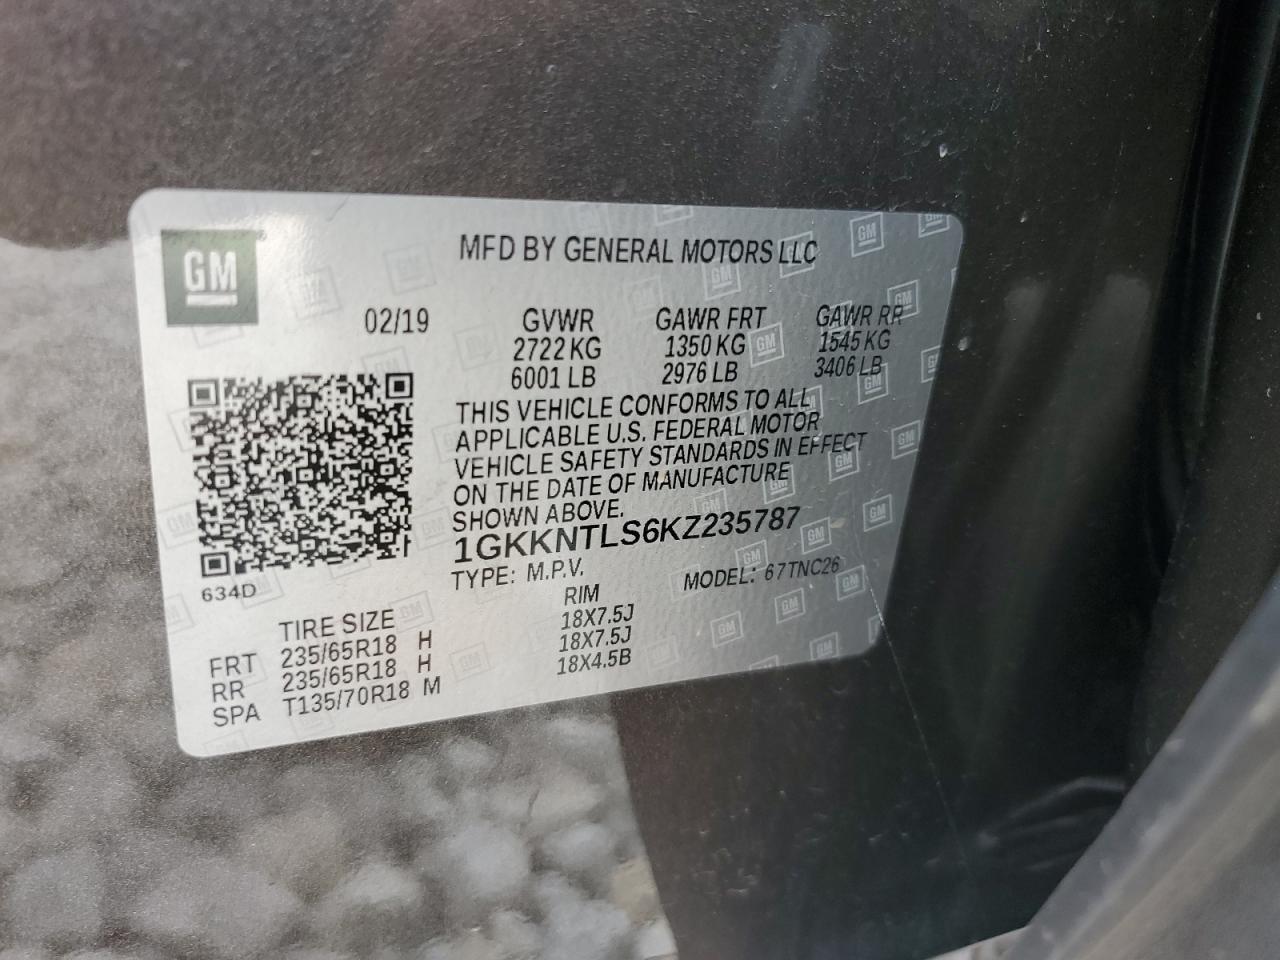 GM
MFD BY GENERAL MOTORS LLC
02/19 GVWR GAWR FRT GAWR RR
2722 KG 1350 KG 1545 KG
6001 LB 2976 LB 3406 LB
THIS VEHICLE CONFORMS TO ALL
APPLICABLE U.S. FEDERAL MOTOR
VEHICLE SAFETY STANDARDS IN EFFECT
ON THE DATE OF MANUFACTURE
SHOWN ABOVE.
1GKKNTLS6KZ235787
TYPE: M.P.V. MODEL: 67TNC26
634D
TIRE SIZE RIM
FRT 235/65R18 H 18X7.5J
RR 235/65R18 H 18X7.5J
SPA T135/70R18 M 18X4.5B